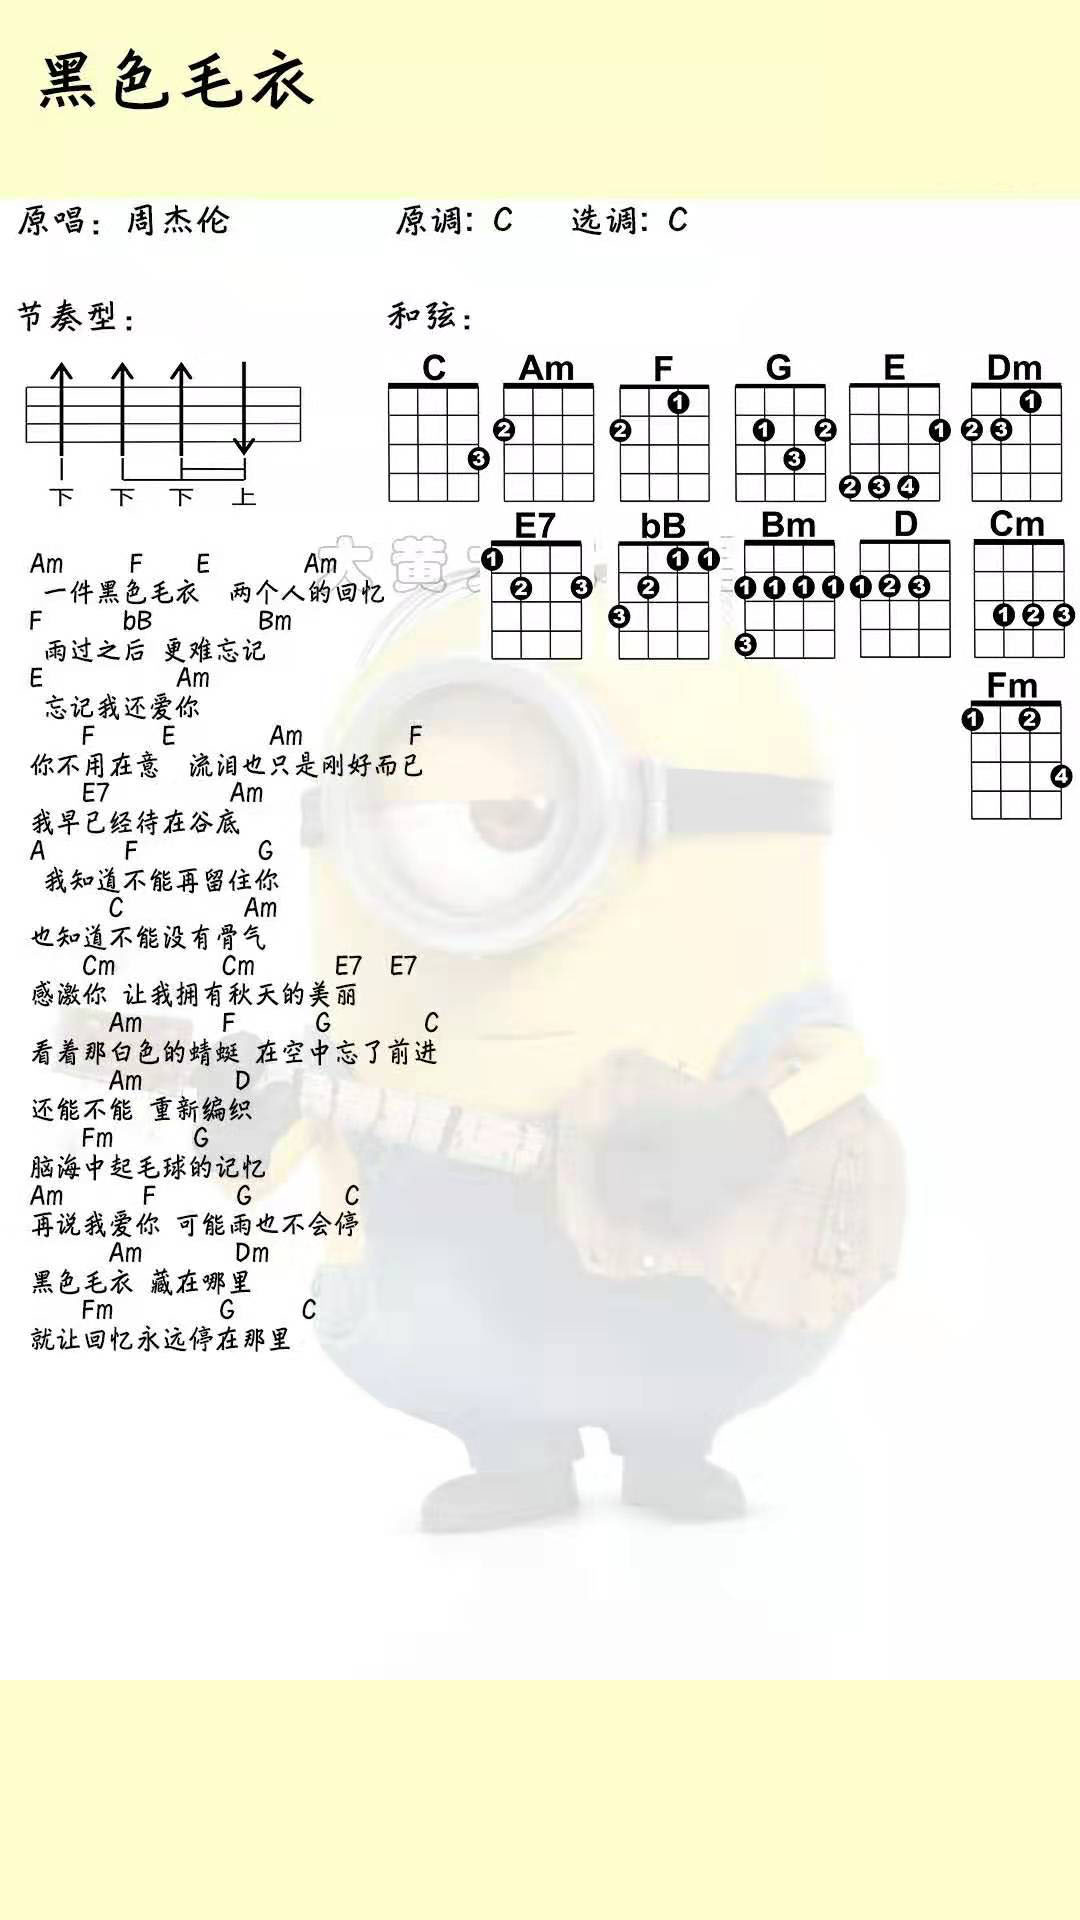 黑色毛衣
原唱：周杰伦 原调：C 选调：C
节奏型： 和弦：
C Am F G E Dm
1
2 2 1 2 1 2 3
3 3
2 3 4
下 下 下 上
E7 bB Bm D Cm
1 1 1
2 3 2 1 1 1 1 1 2 3
3 1 2 3
3
Fm
1 2
4
Am F E Am
一件黑色毛衣 两个人的回忆
F bB Bm
雨过之后 更难忘记
E Am
忘记我还爱你
F E Am F
你不用在意 流泪也只是刚好而已
E7 Am
我早已经待在谷底
A F G
我知道不能再留住你
C Am
也知道不能没有骨气
Cm Cm E7 E7
感激你 让我拥有秋天的美丽
Am F G C
看着那白色的蜻蜓 在空中忘了前进
Am D
还能不能 重新编织
Fm G
脑海中起毛球的记忆
Am F G C
再说我爱你 可能雨也不会停
Am Dm
黑色毛衣 藏在哪里
Fm G C
就让回忆永远停在那里